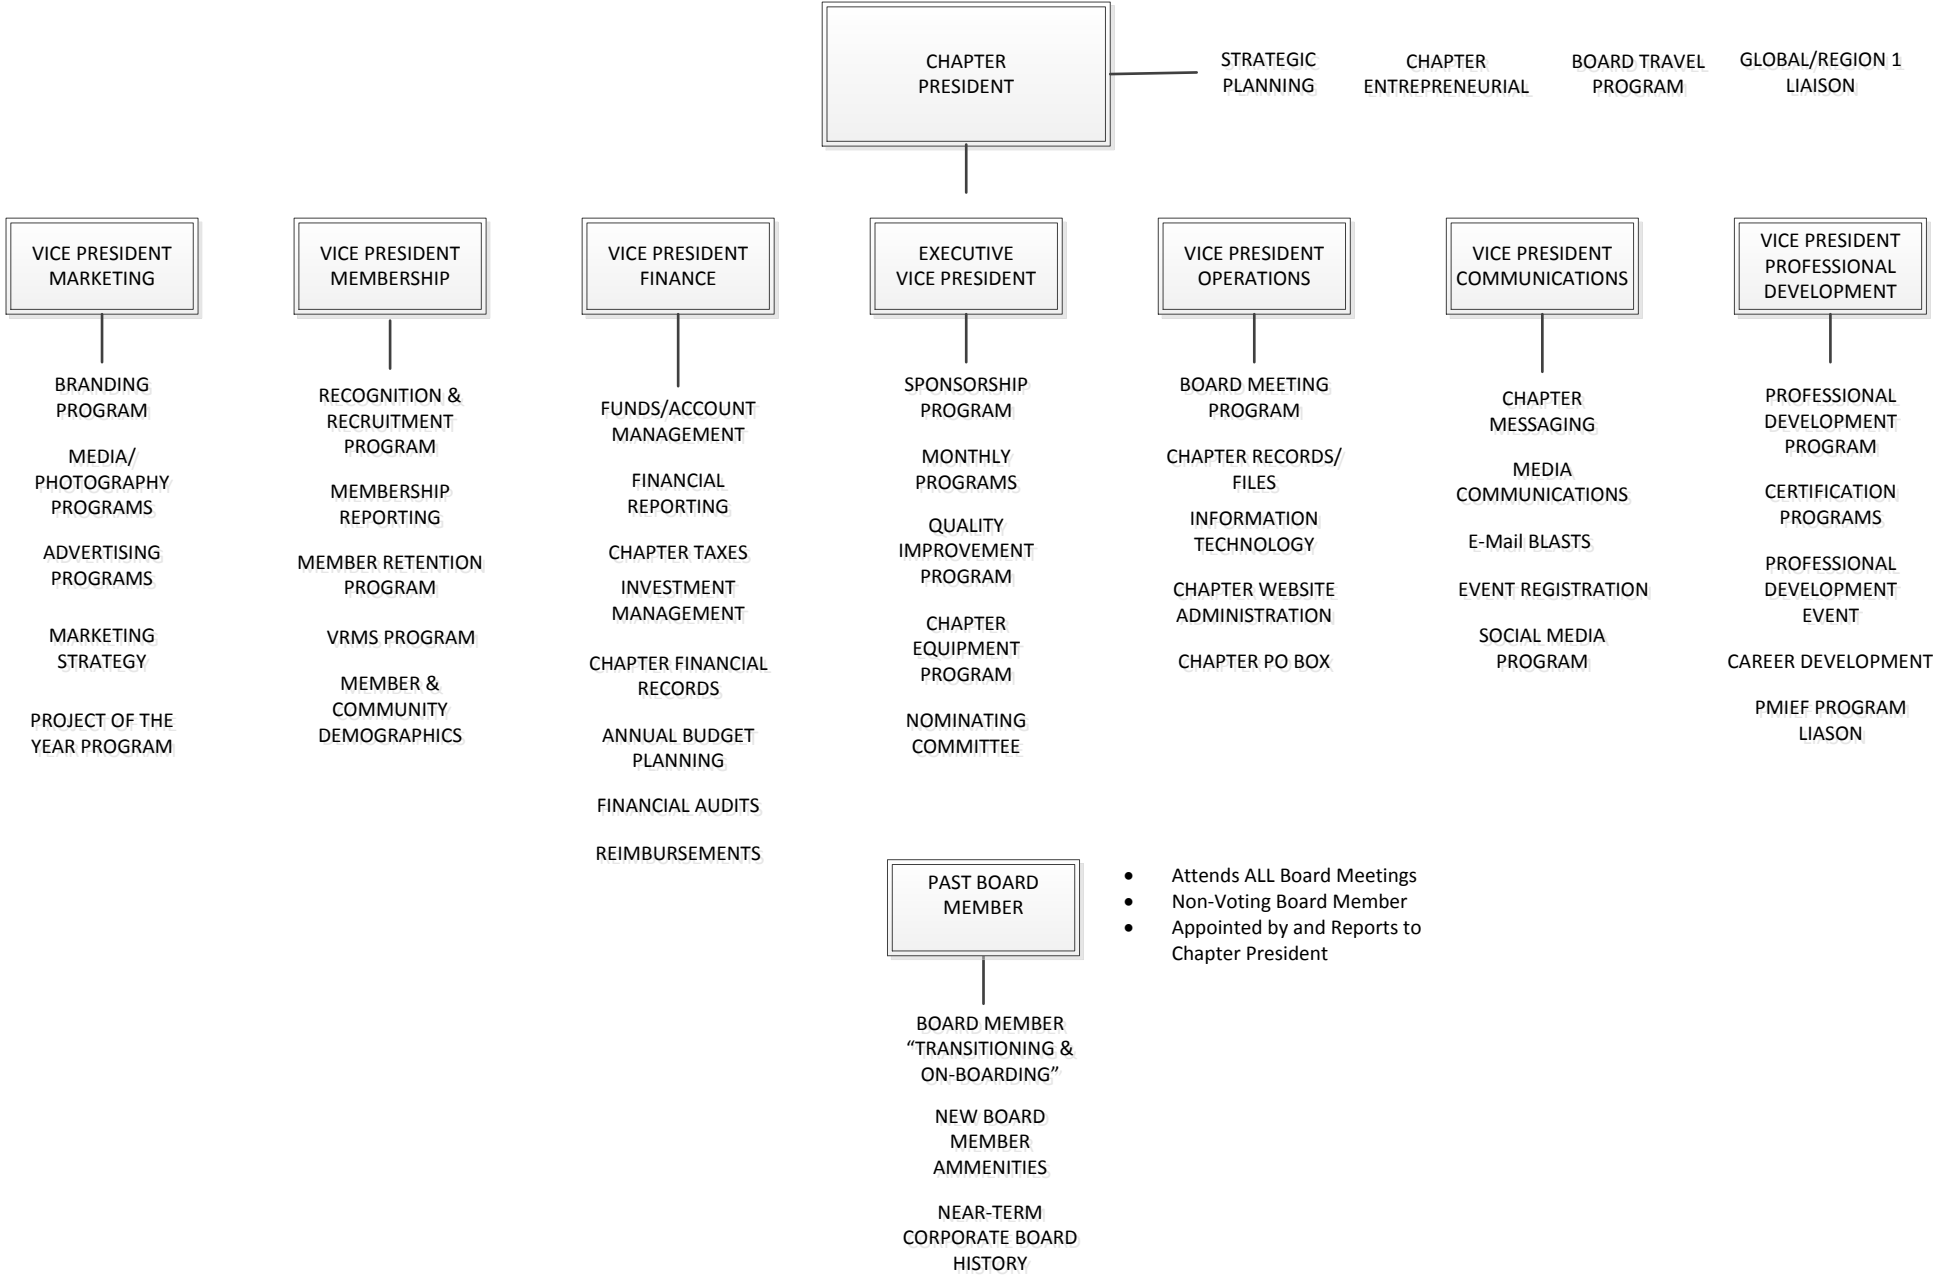 CHAPTER
PRESIDENT
STRATEGIC
PLANNING
CHAPTER
ENTREPRENEURIAL
BOARD TRAVEL
PROGRAM
GLOBAL/REGION 1
LIAISON
VICE PRESIDENT
MARKETING
BRANDING
PROGRAM
MEDIA/
PHOTOGRAPHY
PROGRAMS
ADVERTISING
PROGRAMS
MARKETING
STRATEGY
PROJECT OF THE
YEAR PROGRAM
VICE PRESIDENT
MEMBERSHIP
RECOGNITION &
RECRUITMENT
PROGRAM
MEMBERSHIP
REPORTING
MEMBER RETENTION
PROGRAM
VRMS PROGRAM
MEMBER &
COMMUNITY
DEMOGRAPHICS
VICE PRESIDENT
FINANCE
FUNDS/ACCOUNT
MANAGEMENT
FINANCIAL
REPORTING
CHAPTER TAXES
INVESTMENT
MANAGEMENT
CHAPTER FINANCIAL
RECORDS
ANNUAL BUDGET
PLANNING
FINANCIAL AUDITS
REIMBURSEMENTS
EXECUTIVE
VICE PRESIDENT
SPONSORSHIP
PROGRAM
MONTHLY
PROGRAMS
QUALITY
IMPROVEMENT
PROGRAM
CHAPTER
EQUIPMENT
PROGRAM
NOMINATING
COMMITTEE
VICE PRESIDENT
OPERATIONS
BOARD MEETING
PROGRAM
CHAPTER RECORDS/
FILES
INFORMATION
TECHNOLOGY
CHAPTER WEBSITE
ADMINISTRATION
CHAPTER PO BOX
VICE PRESIDENT
COMMUNICATIONS
CHAPTER
MESSAGING
MEDIA
COMMUNICATIONS
E-Mail BLASTS
EVENT REGISTRATION
SOCIAL MEDIA
PROGRAM
VICE PRESIDENT
PROFESSIONAL
DEVELOPMENT
PROFESSIONAL
DEVELOPMENT
PROGRAM
CERTIFICATION
PROGRAMS
PROFESSIONAL
DEVELOPMENT
EVENT
CAREER DEVELOPMENT
PMIEF PROGRAM
LIASON
PAST BOARD
MEMBER
• Attends ALL Board Meetings
• Non-Voting Board Member
• Appointed by and Reports to
Chapter President
BOARD MEMBER
“TRANSITIONING &
ON-BOARDING”
NEW BOARD
MEMBER
AMMENITIES
NEAR-TERM
CORPORATE BOARD
HISTORY